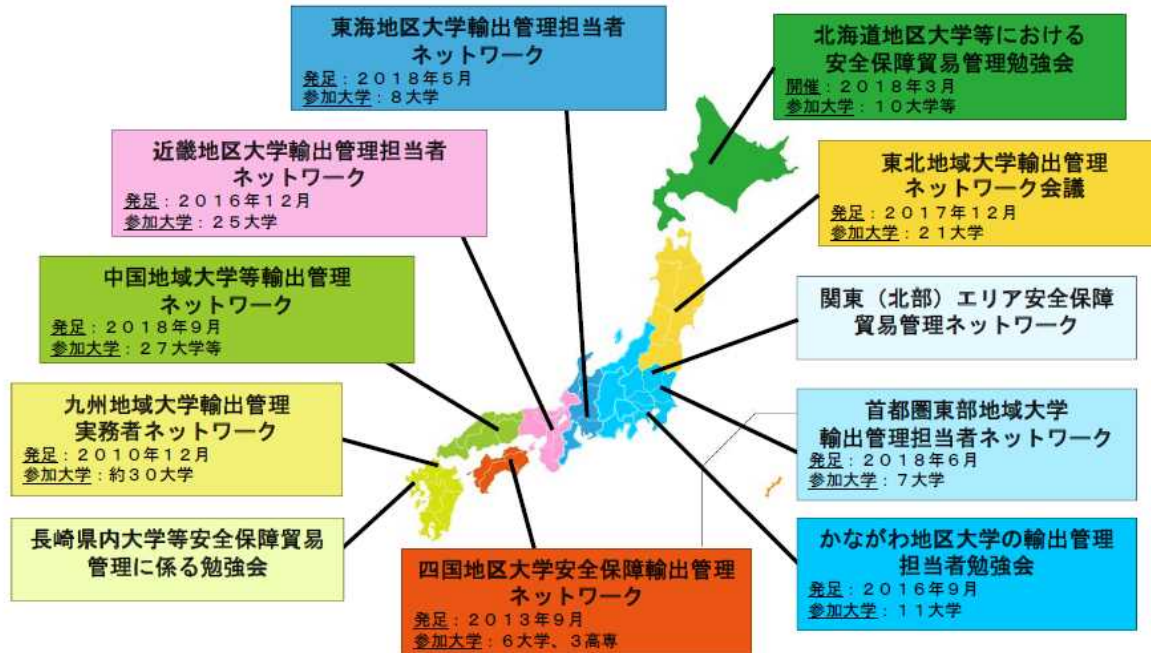 東海地区大学輸出管理担当者
ネットワーク
発足：２０１８年５月
参加大学：８大学
北海道地区大学等における
安全保障貿易管理勉強会
開催：２０１８年３月
参加大学：１０大学等
近畿地区大学輸出管理担当者
ネットワーク
発足：２０１６年１２月
参加大学：２５大学
東北地域大学輸出管理
ネットワーク会議
発足：２０１７年１２月
参加大学：２１大学
中国地域大学等輸出管理
ネットワーク
発足：２０１８年９月
参加大学：２７大学等
関東（北部）エリア安全保障
貿易管理ネットワーク
九州地域大学輸出管理
実務者ネットワーク
発足：２０１０年１２月
参加大学：約３０大学
首都圏東部地域大学
輸出管理担当者ネットワーク
発足：２０１８年６月
参加大学：７大学
長崎県内大学等安全保障貿易
管理に係る勉強会
四国地区大学安全保障輸出管理
ネットワーク
発足：２０１３年９月
参加大学：６大学、３高専
かながわ地区大学の輸出管理
担当者勉強会
発足：２０１６年９月
参加大学：１１大学